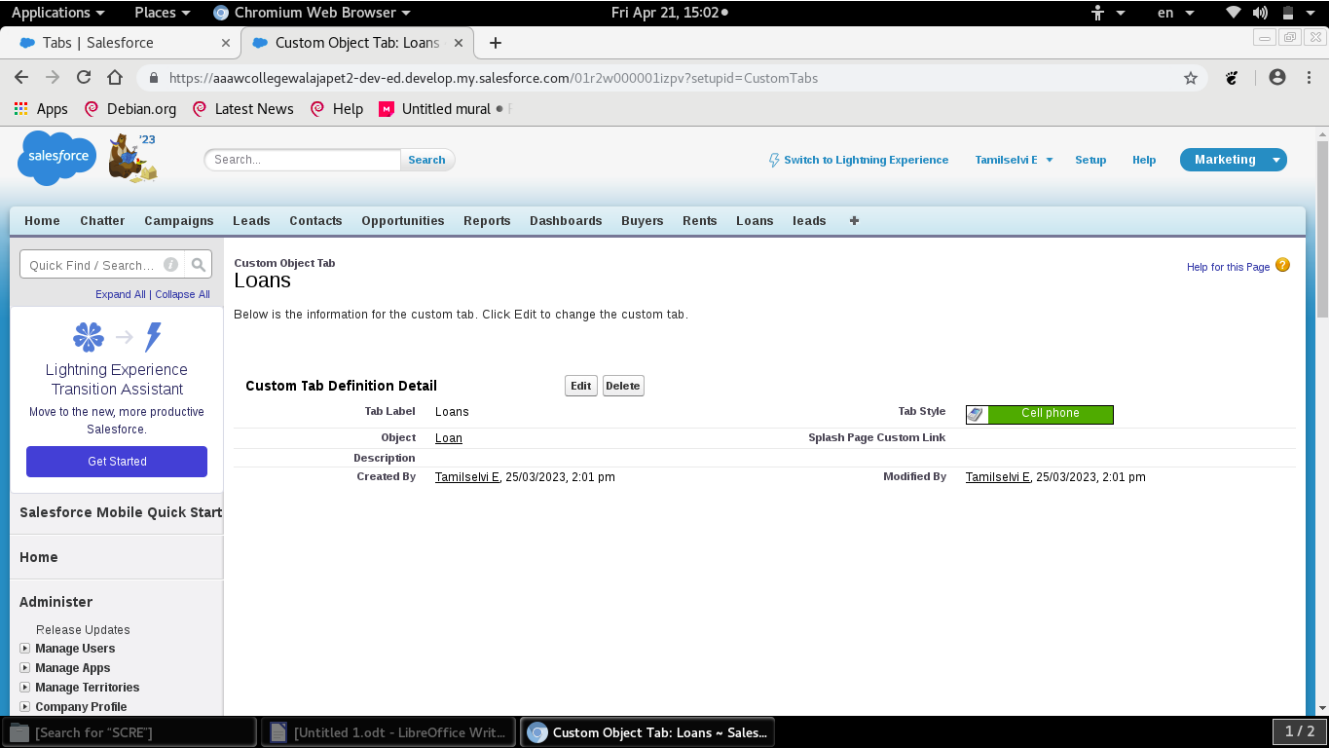 Applications Places Chromium Web Browser Fri Apr 21, 15:02 en
Tabs | Salesforce × Custom Object Tab: Loans × +
https://aaawcollegewalajapet2-dev-ed.develop.my.salesforce.com/01r2w000001izpv?setupid=CustomTabs
Apps Debian.org Latest News Help Untitled mural
salesforce '23 Search... Search Switch to Lightning Experience Tamilselvi E Setup Help Marketing
Home Chatter Campaigns Leads Contacts Opportunities Reports Dashboards Buyers Rents Loans leads +
Quick Find / Search...
Expand All | Collapse All
Lightning Experience
Transition Assistant
Move to the new, more productive
Salesforce.
Get Started
Salesforce Mobile Quick Start
Home
Administer
Release Updates
Manage Users
Manage Apps
Manage Territories
Company Profile
Custom Object Tab
Loans
Help for this Page ?
Below is the information for the custom tab. Click Edit to change the custom tab.
Custom Tab Definition Detail Edit Delete
Tab Label Loans Tab Style Cell phone
Object Loan Splash Page Custom Link
Description
Created By Tamilselvi E, 25/03/2023, 2:01 pm Modified By Tamilselvi E, 25/03/2023, 2:01 pm
[Search for "SCRE"] [Untitled 1.odt - LibreOffice Writ... Custom Object Tab: Loans ~ Sales... 1 / 2